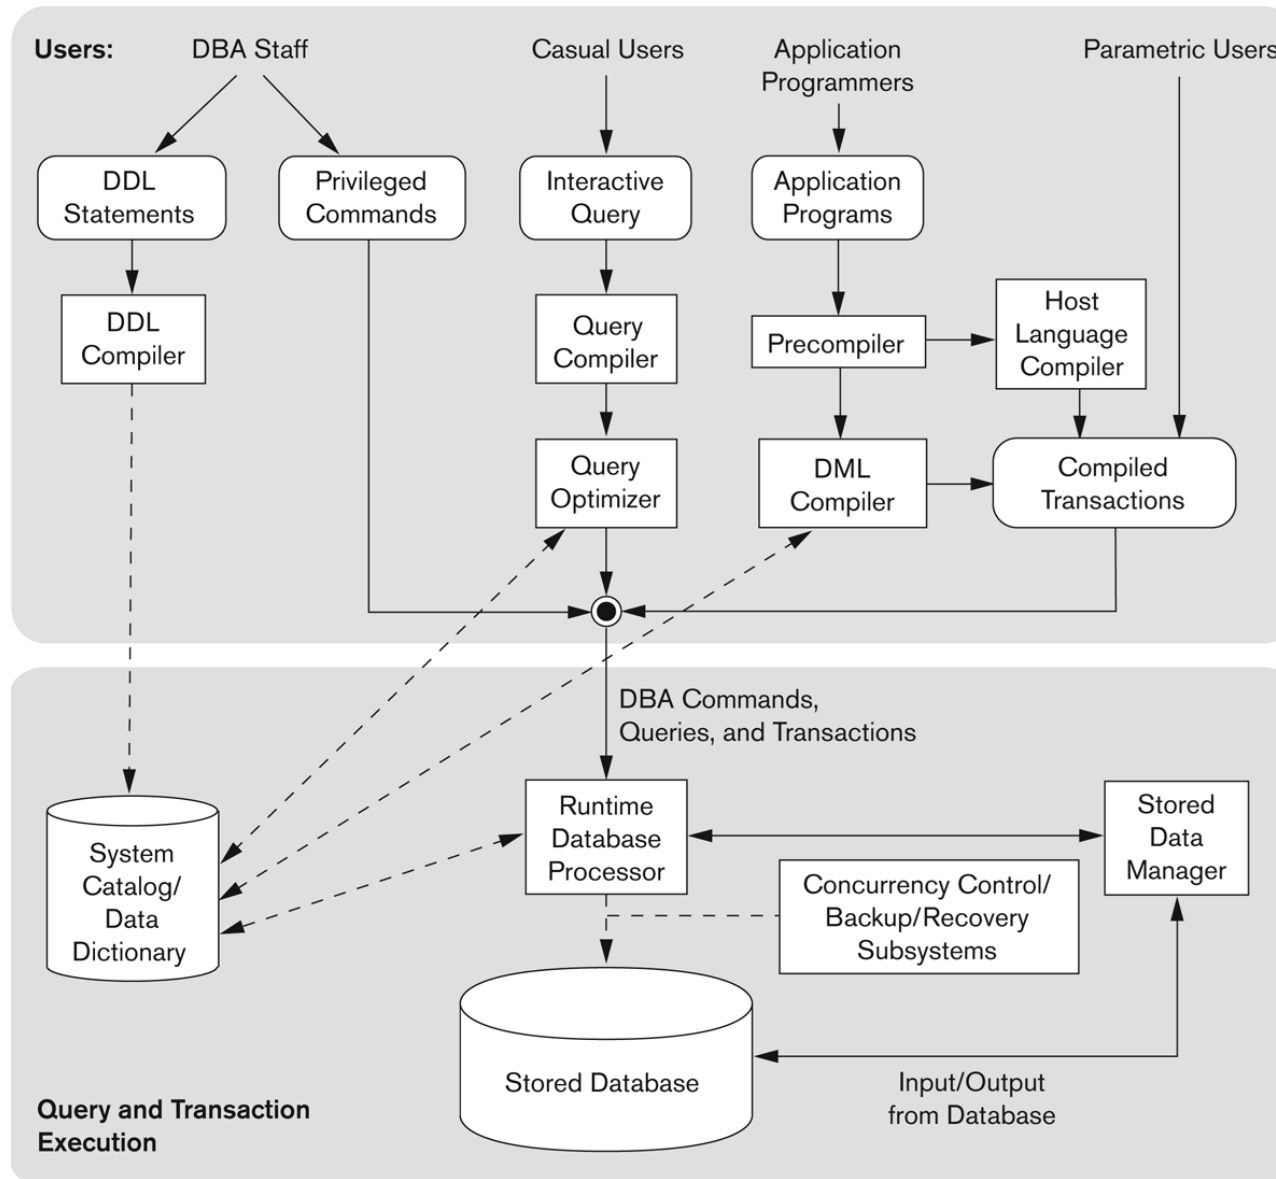 Users:
DBA Staff
Casual Users
Application
Programmers
Parametric Users
DDL
Statements
Privileged
Commands
Interactive
Query
Application
Programs
DDL
Compiler
Query
Compiler
Precompiler
Host
Language
Compiler
Query
Optimizer
DML
Compiler
Compiled
Transactions
DBA Commands,
Queries, and Transactions
System
Catalog/
Data
Dictionary
Runtime
Database
Processor
Stored
Data
Manager
Concurrency Control/
Backup/Recovery
Subsystems
Stored Database
Input/Output
from Database
Query and Transaction
Execution